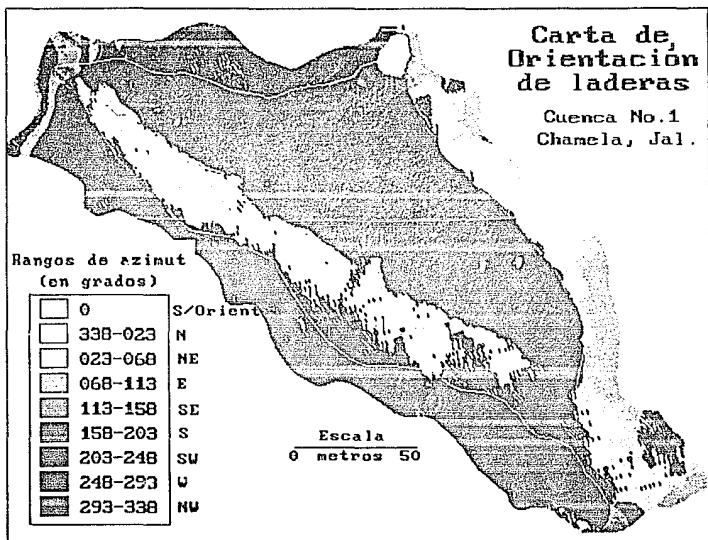 Carta de
Orientación
de laderas
Cuenca No.1
Chamela, Jal.
Rangos de azimut
(en grados)
0 S/Orient
338-023 N
023-068 NE
068-113 E
113-158 SE
158-203 S
203-248 SW
248-293 W
293-338 NW
Escala
0 metros 50